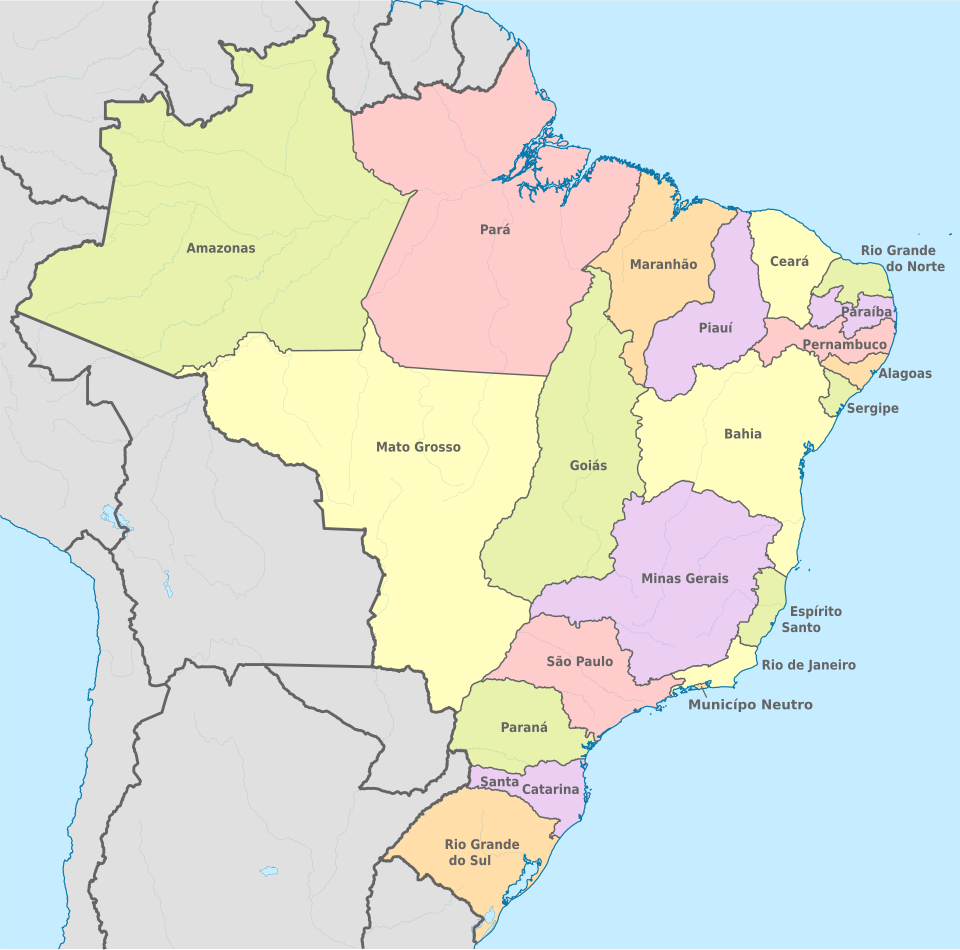 Amazonas
Pará
Maranhão
Ceará
Rio Grande
do Norte
Paraíba
Piauí
Pernambuco
Alagoas
Sergipe
Mato Grosso
Goiás
Bahia
Minas Gerais
Espírito
Santo
São Paulo
Rio de Janeiro
Municípo Neutro
Paraná
Santa
Catarina
Rio Grande
do Sul